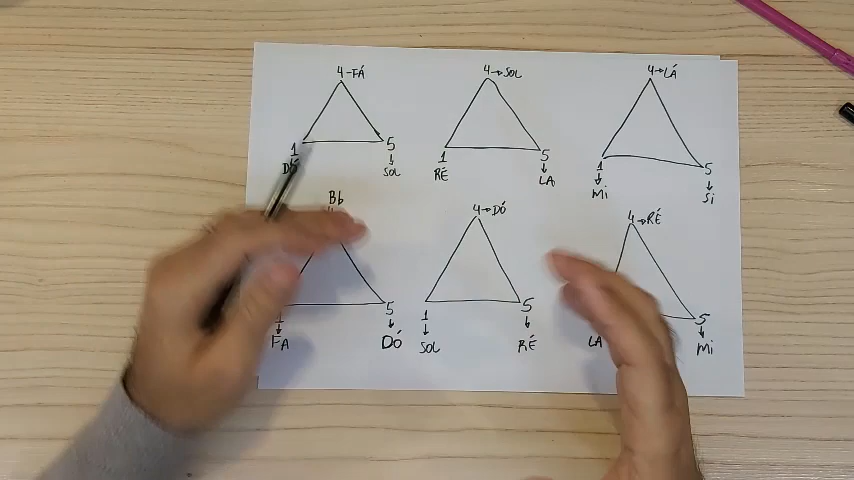 4-FÁ
1 5
DÓ SOL
4→SOL
1 5
RÉ LA
4→LÁ
1 5
Mi Si
Bb
1 5
FA DÓ
4→DÓ
1 5
SOL RÉ
4→RÉ
5
LA Mi